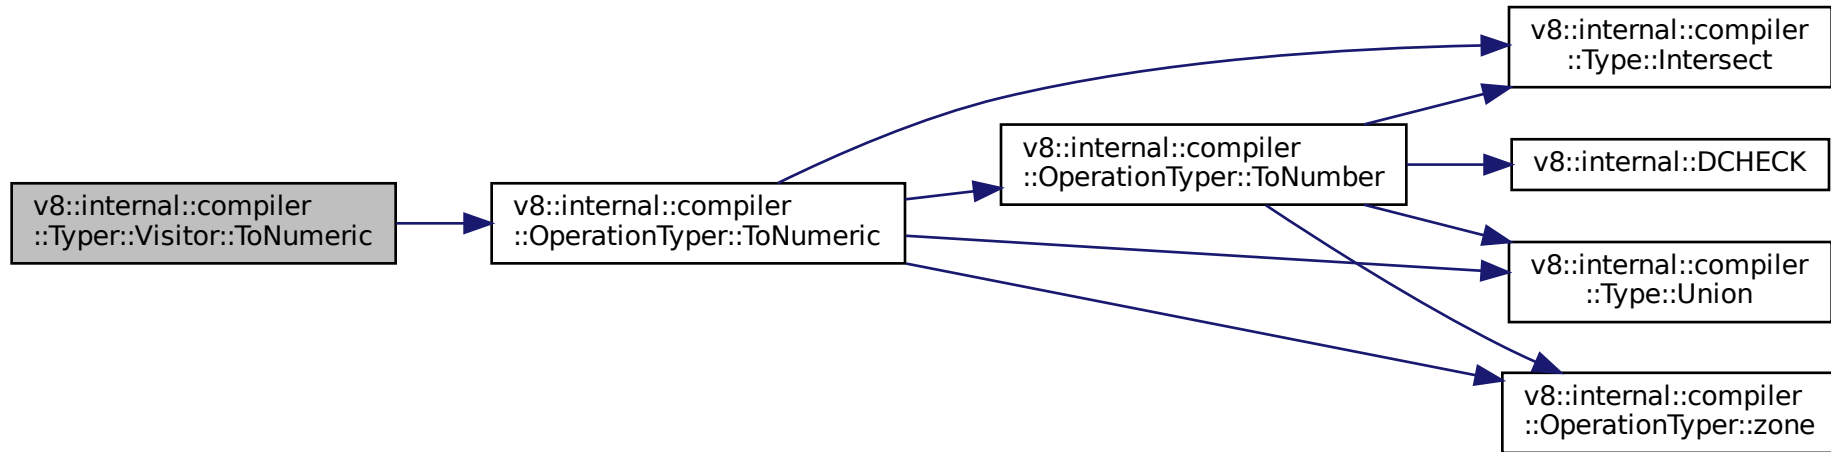 v8::internal::compiler
::Typer::Visitor::ToNumeric
v8::internal::compiler
::OperationTyper::ToNumeric
v8::internal::compiler
::OperationTyper::ToNumber
v8::internal::compiler
::Type::Intersect
v8::internal::DCHECK
v8::internal::compiler
::Type::Union
v8::internal::compiler
::OperationTyper::zone